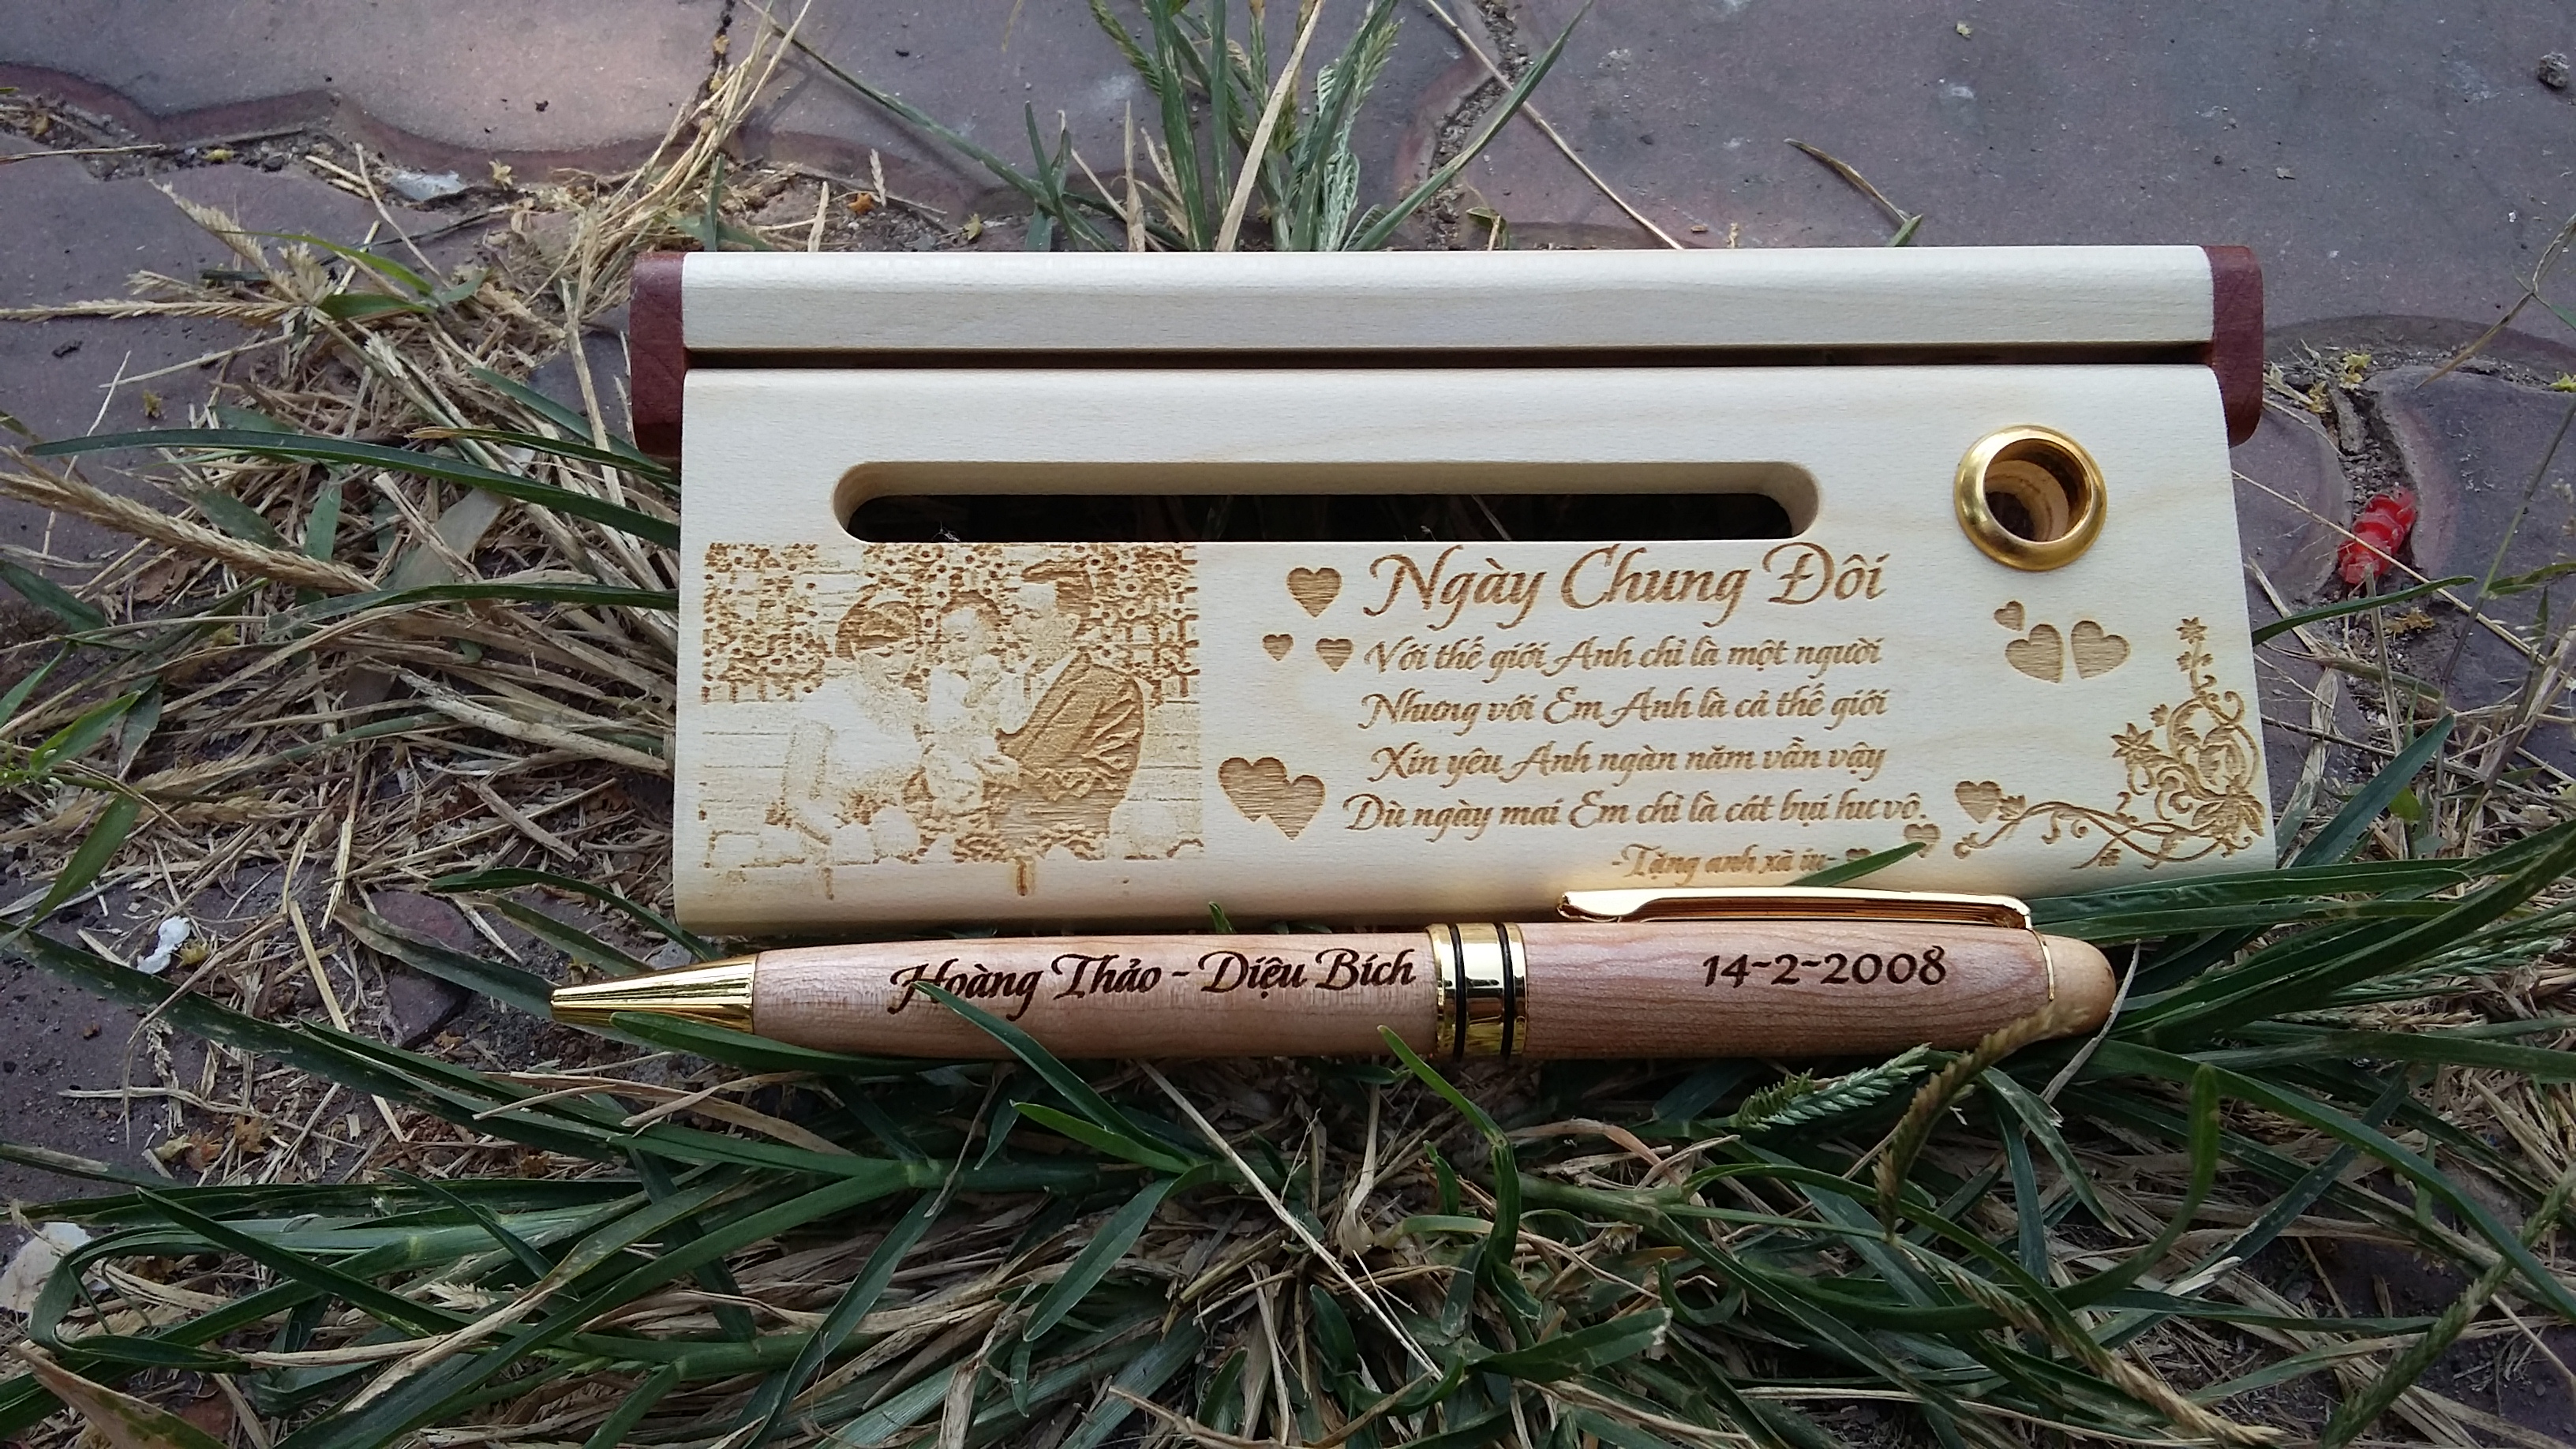 Ngày Chung Đôi
Với thế giới Anh chỉ là một người
Nhưng với Em Anh là cả thế giới
Xin yêu Anh ngàn năm vẫn vậy
Dù ngày mai Em chỉ là cát bụi hư vô.
-Tặng anh xã iu-
Hoàng Thảo - Diệu Bích
14-2-2008